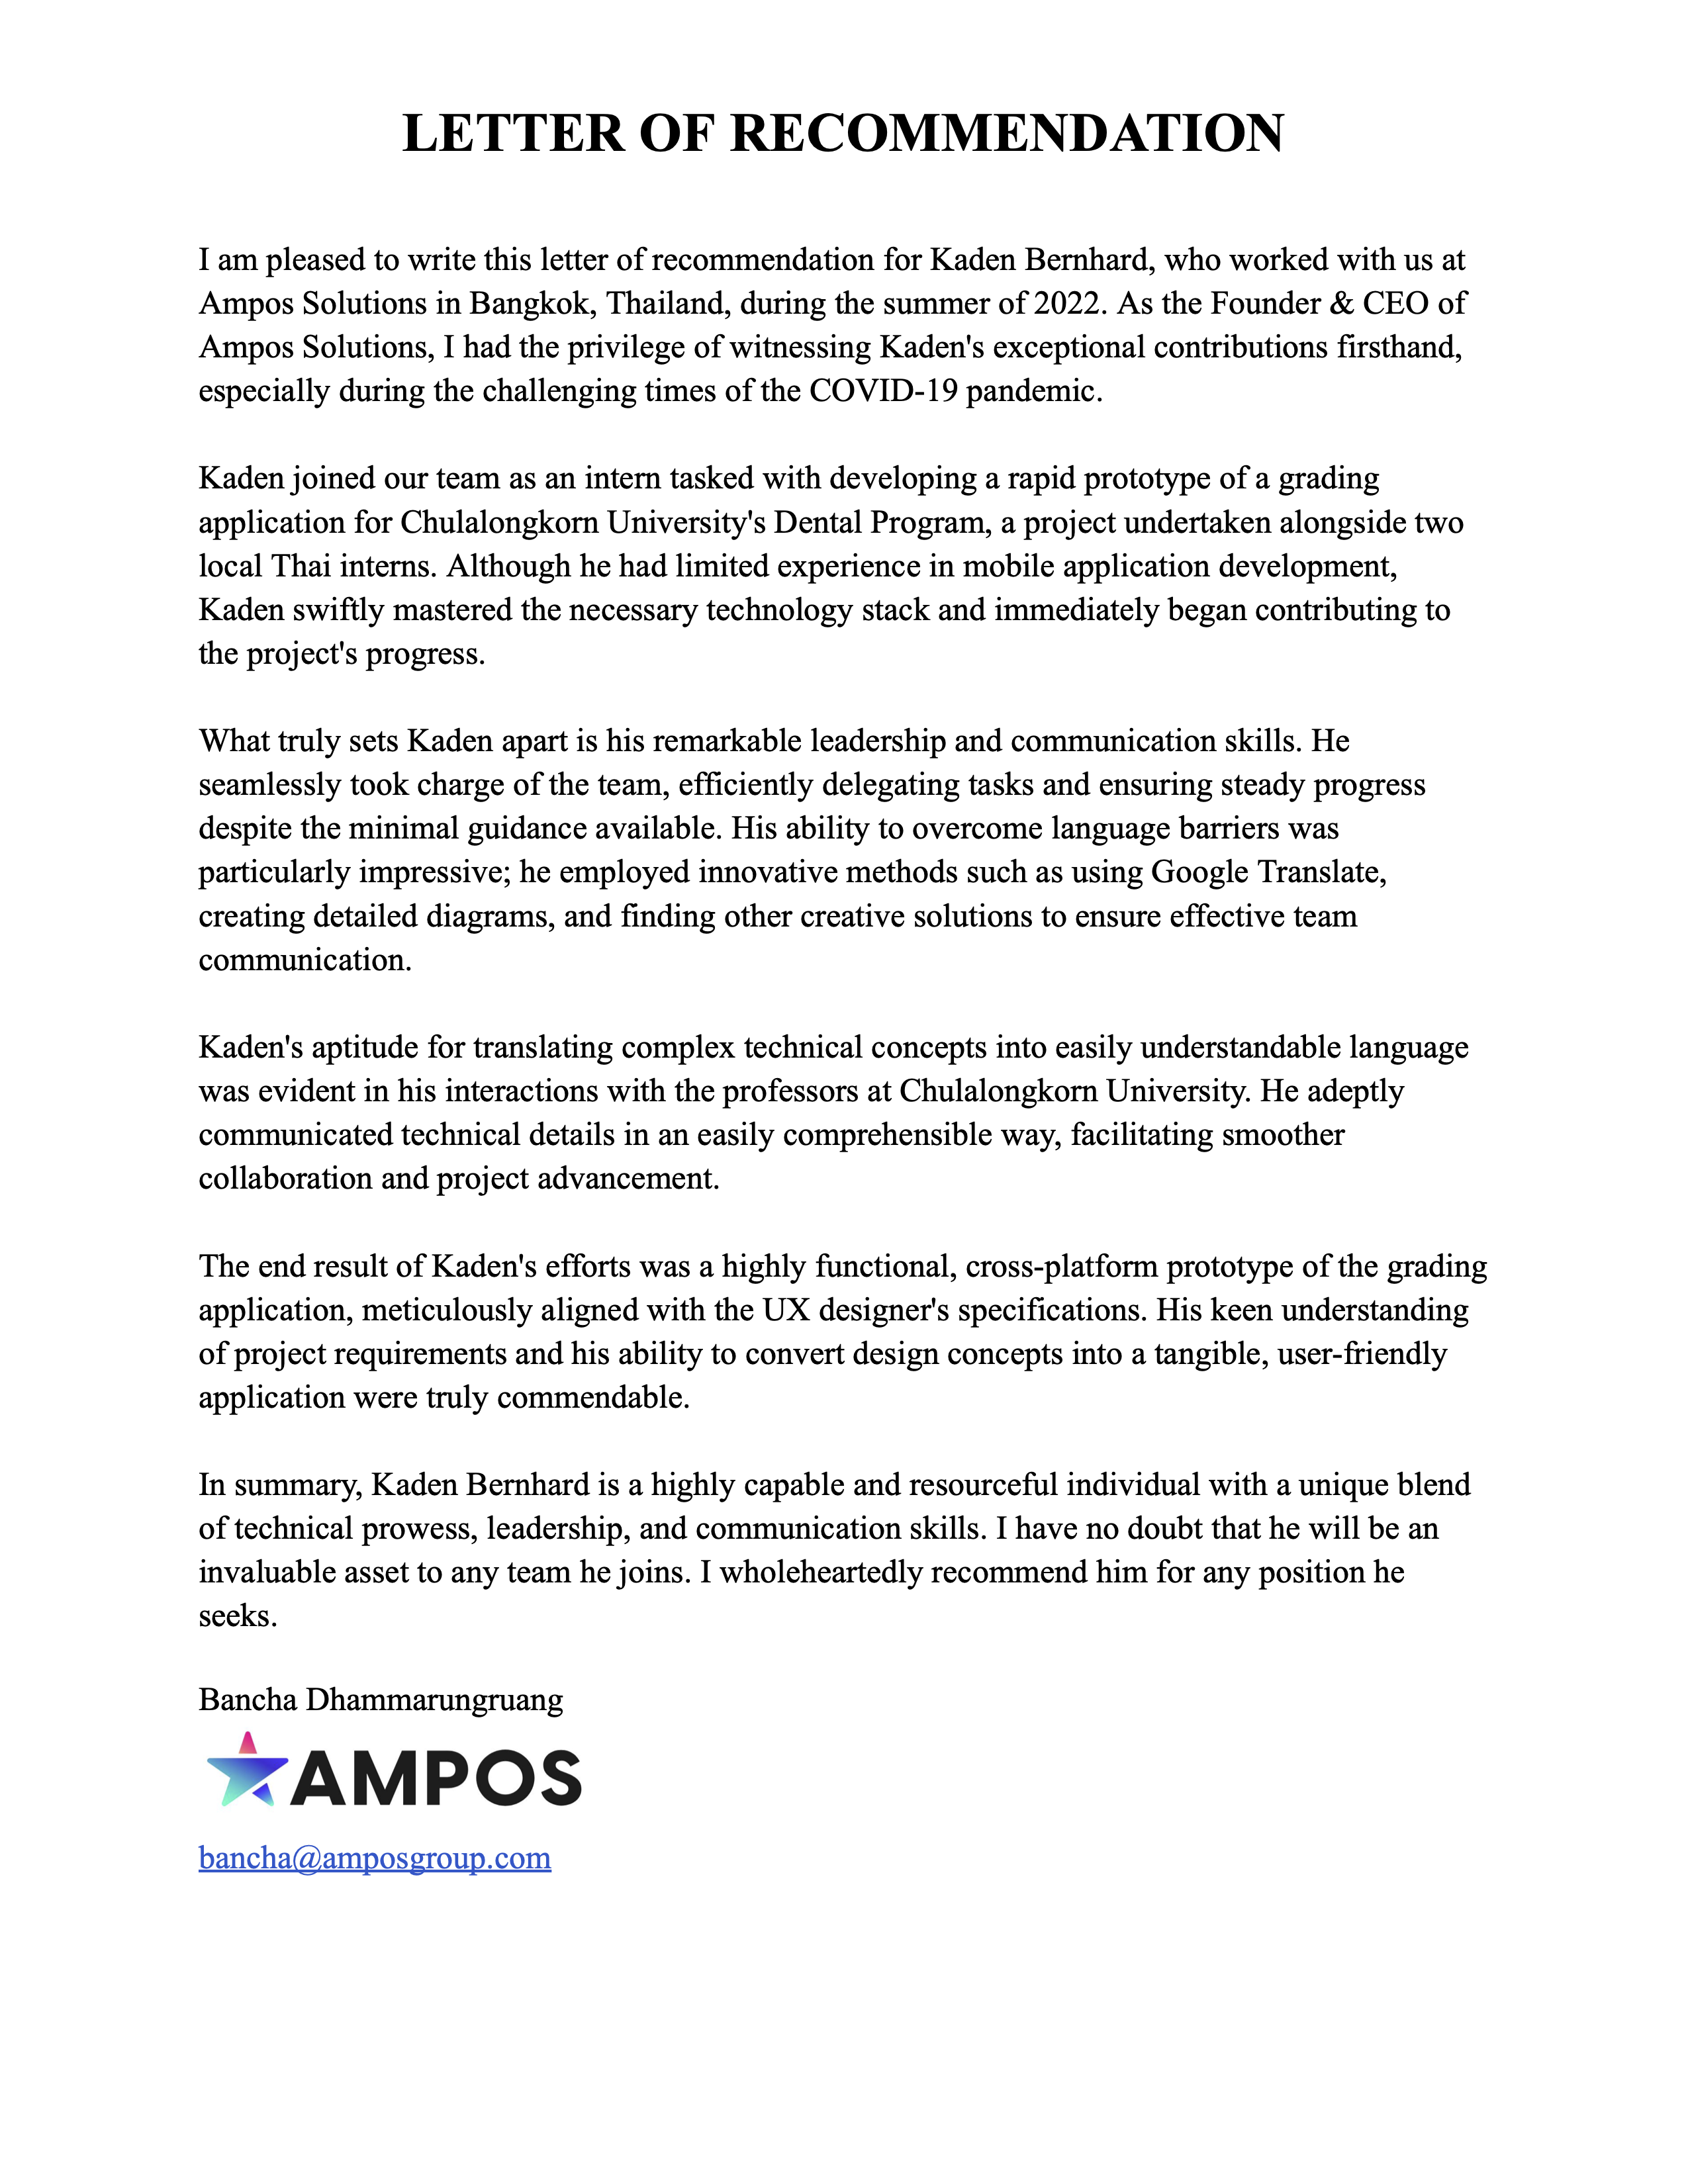 LETTER OF RECOMMENDATION
I am pleased to write this letter of recommendation for Kaden Bernhard, who worked with us at
Ampos Solutions in Bangkok, Thailand, during the summer of 2022. As the Founder & CEO of
Ampos Solutions, I had the privilege of witnessing Kaden's exceptional contributions firsthand,
especially during the challenging times of the COVID-19 pandemic.
Kaden joined our team as an intern tasked with developing a rapid prototype of a grading
application for Chulalongkorn University's Dental Program, a project undertaken alongside two
local Thai interns. Although he had limited experience in mobile application development,
Kaden swiftly mastered the necessary technology stack and immediately began contributing to
the project's progress.
What truly sets Kaden apart is his remarkable leadership and communication skills. He
seamlessly took charge of the team, efficiently delegating tasks and ensuring steady progress
despite the minimal guidance available. His ability to overcome language barriers was
particularly impressive; he employed innovative methods such as using Google Translate,
creating detailed diagrams, and finding other creative solutions to ensure effective team
communication.
Kaden's aptitude for translating complex technical concepts into easily understandable language
was evident in his interactions with the professors at Chulalongkorn University. He adeptly
communicated technical details in an easily comprehensible way, facilitating smoother
collaboration and project advancement.
The end result of Kaden's efforts was a highly functional, cross-platform prototype of the grading
application, meticulously aligned with the UX designer's specifications. His keen understanding
of project requirements and his ability to convert design concepts into a tangible, user-friendly
application were truly commendable.
In summary, Kaden Bernhard is a highly capable and resourceful individual with a unique blend
of technical prowess, leadership, and communication skills. I have no doubt that he will be an
invaluable asset to any team he joins. I wholeheartedly recommend him for any position he
seeks.
Bancha Dhammarungruang
AMPOS
bancha@amposgroup.com